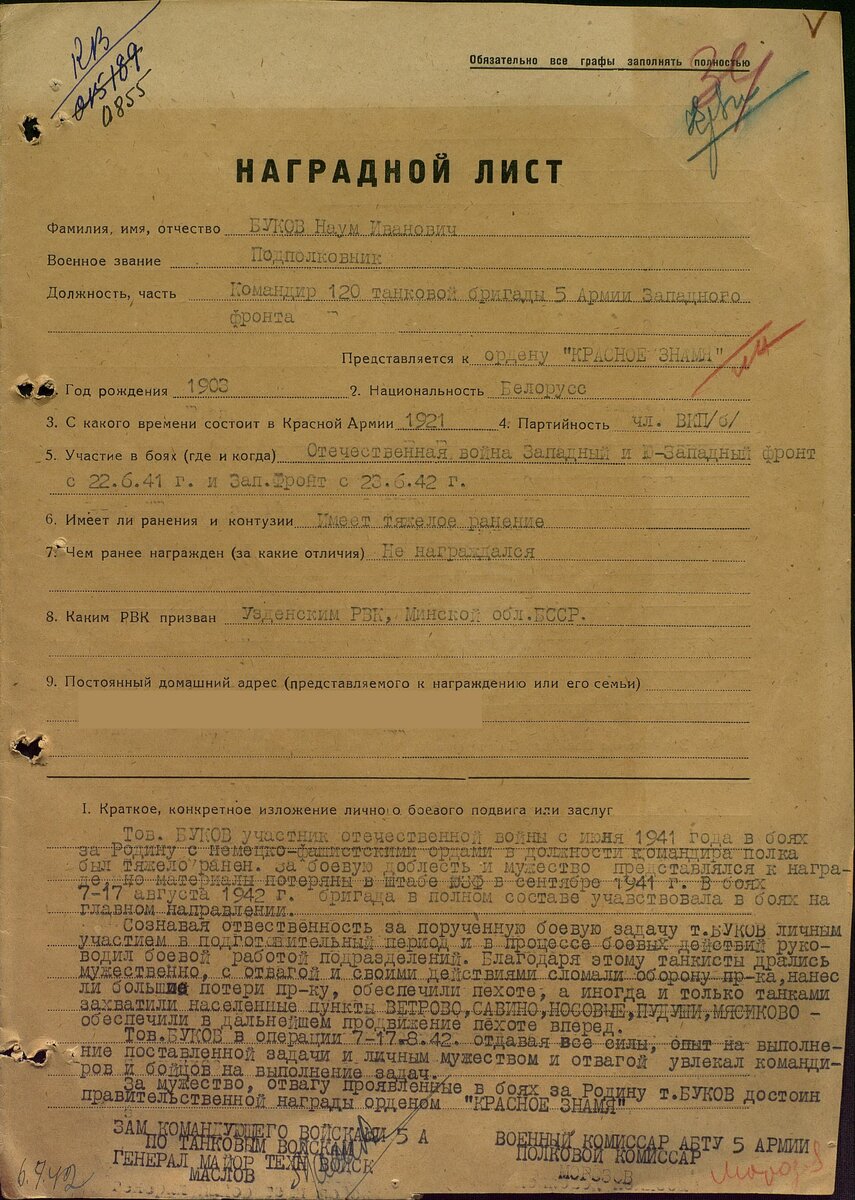 КВ
015189
0855
Обязательно все графы заполнять полностью
НАГРАДНОЙ ЛИСТ
Фамилия, имя, отчество БУКОВ Наум Иванович
Военное звание Подполковник
Должность, часть Командир 120 танковой бригады 5 Армии Западного
фронта
Представляется к ордену "КРАСНОЕ ЗНАМЯ"
1. Год рождения 1903 2. Национальность Белорусс
3. С какого времени состоит в Красной Армии 1921 4. Партийность чл. ВКП/б/
5. Участие в боях (где и когда) Отечественная война Западный и Ю-Западный фронт
с 22.6.41 г. и Зап.Фройт с 23.6.42 г.
6. Имеет ли ранения и контузии Имеет тяжелое ранение
7. Чем ранее награжден (за какие отличия) Не награждался
8. Каким РВК призван Узденским РВК, Минской обл.БССР.
9. Постоянный домашний адрес (представляемого к награждению или его семьи)
I. Краткое, конкретное изложение личного боевого подвига или заслуг
Тов. БУКОВ участник отечественной войны с июня 1941 года в боях
за Родину с немецко-фашистскими ордами в должности командира полка
был тяжело ранен. За боевую доблесть и мужество представлялся к награ-
де, но материалы потеряны в штабе ЮЗФ в сентябре 1941 г. В боях
7-17 августа 1942 г. бригада в полном составе учавствовала в боях на
главном направлении.
Сознавая отвественность за порученную боевую задачу т.БУКОВ личным
участием в подготовительный период и в процессе боевых действий руко-
водил боевой работой подразделений. Благодаря этому танкисты дрались
мужественно, с отвагой и своими действиями сломали оборону пр-ка,нанес
ли большие потери пр-ку, обеспечили пехоте, а иногда и только танками
захватили населенные пункты ВЕТРОВО,САВИНО,НОСОВЫЕ,ПУДУНИ,МЯСИКОВО -
обеспечили в дальнейшем продвижение пехоте вперед.
Тов.БУКОВ в операции 7-17.8.42. отдавая все силы, опыт на выполне-
ние поставленной задачи и личным мужеством и отвагой увлекал команди-
ров и бойцов на выполнение задач.
За мужество, отвагу проявленные в боях за Родину т.БУКОВ достоин
правительственной награды орденом "КРАСНОЕ ЗНАМЯ"
ЗАМ КОМАНДУЮЩЕГО ВОЙСКАМИ 5 А
ПО ТАНКОВЫМ ВОЙСКАМ
ГЕНЕРАЛ МАЙОР ТЕХН ВОЙСК
МАСЛОВ
ВОЕННЫЙ КОМИССАР АБТУ 5 АРМИИ
ПОЛКОВОЙ КОМИССАР
МОРОЗОВ
6.9.42